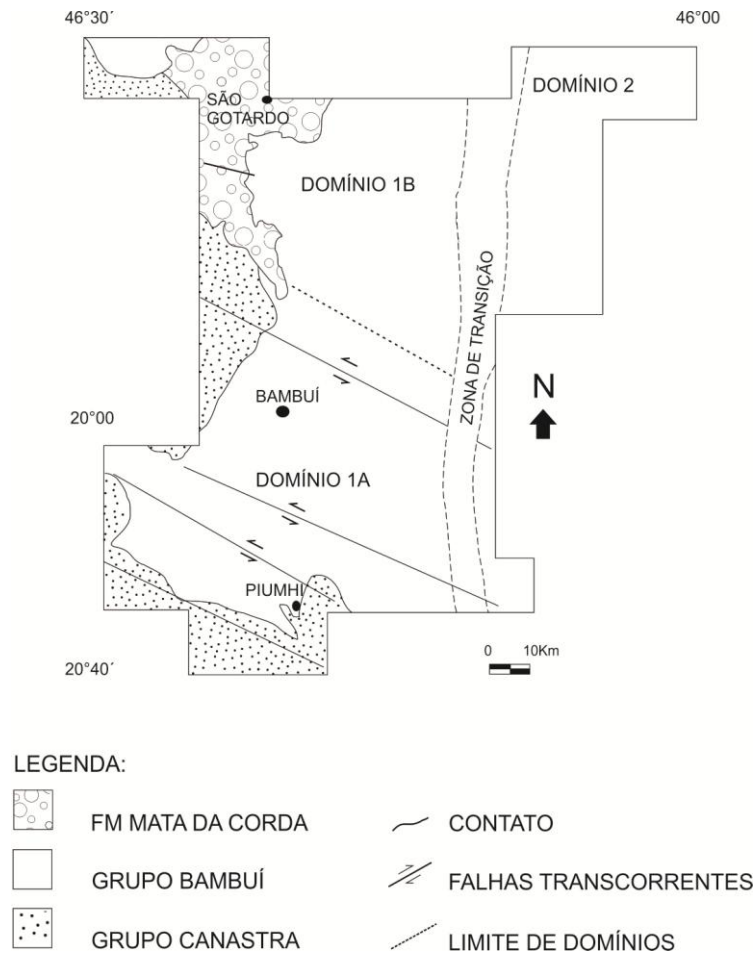 46°30´
46°00
SÃO
GOTARDO
DOMÍNIO 2
DOMÍNIO 1B
ZONA DE TRANSIÇÃO
BAMBUÍ
N
20°00
DOMÍNIO 1A
PIUMHI
0 10Km
20°40´
LEGENDA:
FM MATA DA CORDA
CONTATO
GRUPO BAMBUÍ
FALHAS TRANSCORRENTES
GRUPO CANASTRA
LIMITE DE DOMÍNIOS